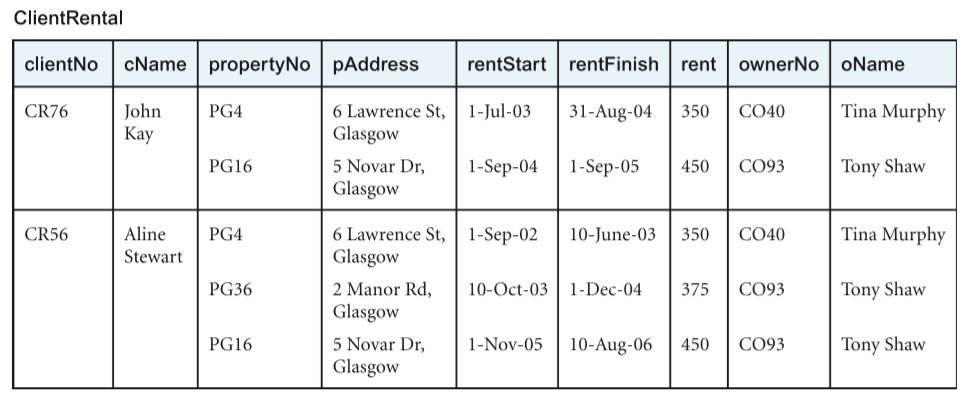 ClientRental
clientNo cName propertyNo pAddress rentStart rentFinish rent ownerNo oName
CR76 John PG4 6 Lawrence St, 1-Jul-03 31-Aug-04 350 CO40 Tina Murphy
Kay Glasgow
PG16 5 Novar Dr, 1-Sep-04 1-Sep-05 450 CO93 Tony Shaw
Glasgow
CR56 Aline PG4 6 Lawrence St, 1-Sep-02 10-June-03 350 CO40 Tina Murphy
Stewart Glasgow
PG36 2 Manor Rd, 10-Oct-03 1-Dec-04 375 CO93 Tony Shaw
Glasgow
PG16 5 Novar Dr, 1-Nov-05 10-Aug-06 450 CO93 Tony Shaw
Glasgow